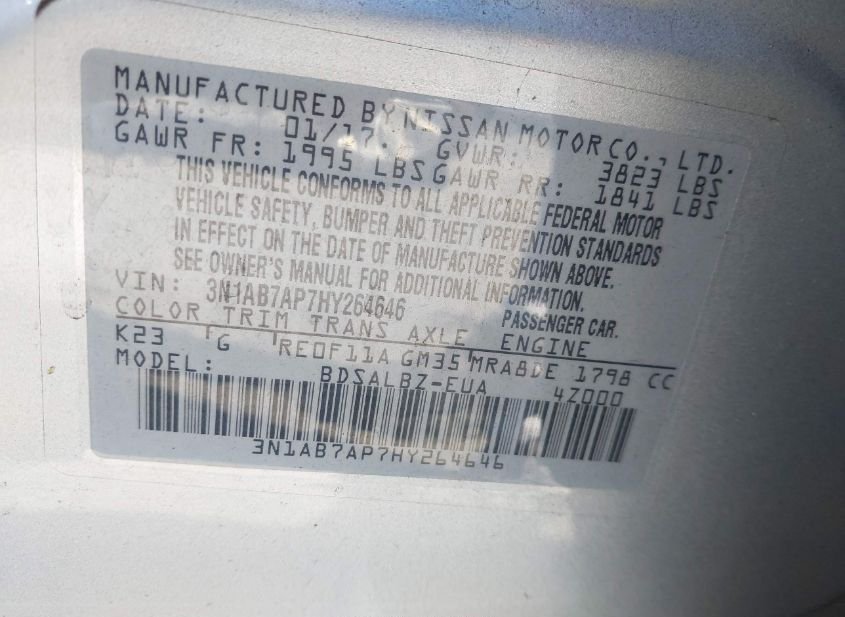 MANUFACTURED BY NISSAN MOTOR CO., LTD.
DATE: 01/17 GVWR: 3823 LBS
GAWR FR: 1995 LBS GAWR RR: 1841 LBS
THIS VEHICLE CONFORMS TO ALL APPLICABLE FEDERAL MOTOR
VEHICLE SAFETY, BUMPER AND THEFT PREVENTION STANDARDS
IN EFFECT ON THE DATE OF MANUFACTURE SHOWN ABOVE.
SEE OWNER'S MANUAL FOR ADDITIONAL INFORMATION.
VIN: 3N1AB7AP7HY264646 PASSENGER CAR.
COLOR TRIM TRANS AXLE ENGINE
K23 G RE0F11A GM35 MRA8DE 1798 CC
MODEL: BDSALBZ-EUA 4Z000
3N1AB7AP7HY264646